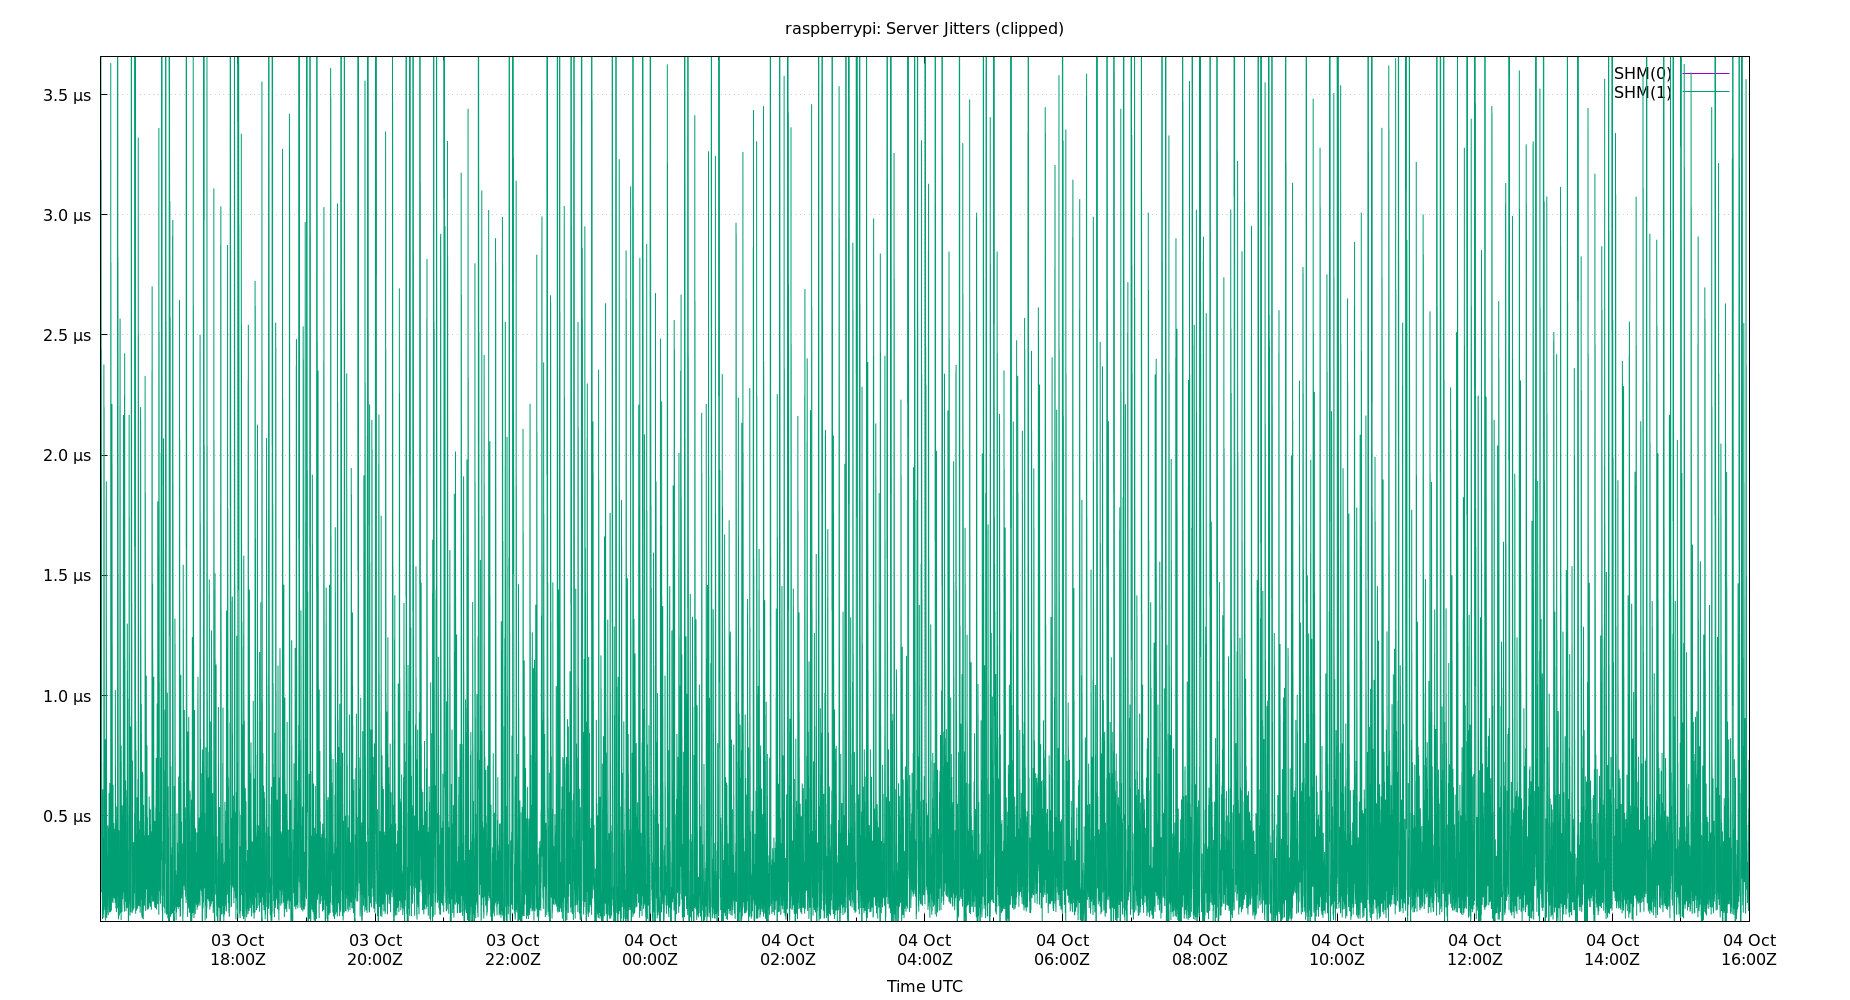 raspberrypi: Server Jitters (clipped)
SHM(0)
SHM(1)
3.5 µs
3.0 µs
2.5 µs
2.0 µs
1.5 µs
1.0 µs
0.5 µs
03 Oct 03 Oct 03 Oct 04 Oct 04 Oct 04 Oct 04 Oct 04 Oct 04 Oct 04 Oct 04 Oct 04 Oct
18:00Z 20:00Z 22:00Z 00:00Z 02:00Z 04:00Z 06:00Z 08:00Z 10:00Z 12:00Z 14:00Z 16:00Z
Time UTC